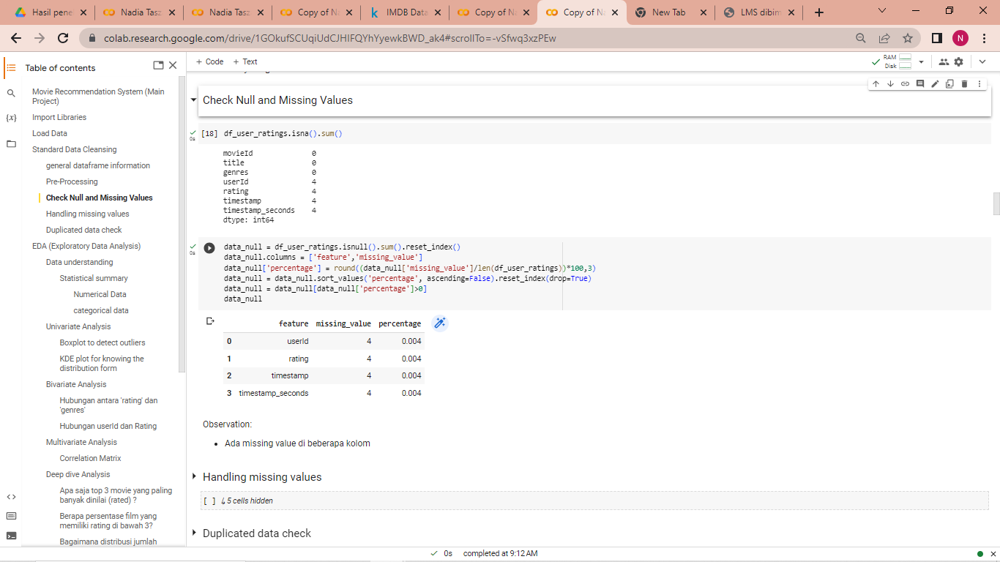 Hasil pene
Nadia Tasz
Nadia Tasz
Copy of Na
IMDB Data
Copy of Na
Copy of Na
New Tab
LMS dibim
colab.research.google.com/drive/1GOkufSCUqiUdCJHIFQYhYyewkBWD_ak4#scrollTo=-vSfwq3xzPEw
N
Table of contents
+ Code + Text
RAM
Disk
Movie Recommendation System (Main
Project)
Import Libraries
Load Data
Standard Data Cleansing
general dataframe information
Pre-Processing
Check Null and Missing Values
Handling missing values
Duplicated data check
EDA (Exploratory Data Analysis)
Data understanding
Statistical summary
Numerical Data
categorical data
Univariate Analysis
Boxplot to detect outliers
KDE plot for knowing the
distribution form
Bivariate Analysis
Hubungan antara 'rating' dan
'genres'
Hubungan userId dan Rating
Multivariate Analysis
Correlation Matrix
Deep dive Analysis
Apa saja top 3 movie yang paling
banyak dinilai (rated) ?
Berapa persentase film yang
memiliki rating di bawah 3?
Bagaimana distribusi jumlah
{x}
<>
Check Null and Missing Values
0s
[18] df_user_ratings.isna().sum()
movieId 0
title 0
genres 0
userId 4
rating 4
timestamp 4
timestamp_seconds 4
dtype: int64
0s
data_null = df_user_ratings.isnull().sum().reset_index()
data_null.columns = ['feature','missing_value']
data_null['percentage'] = round((data_null['missing_value']/len(df_user_ratings))*100,3)
data_null = data_null.sort_values('percentage', ascending=False).reset_index(drop=True)
data_null = data_null[data_null['percentage']>0]
data_null
feature missing_value percentage
0 userId 4 0.004
1 rating 4 0.004
2 timestamp 4 0.004
3 timestamp_seconds 4 0.004
Observation:
• Ada missing value di beberapa kolom
Handling missing values
[ ] ↳ 5 cells hidden
Duplicated data check
0s completed at 9:12 AM